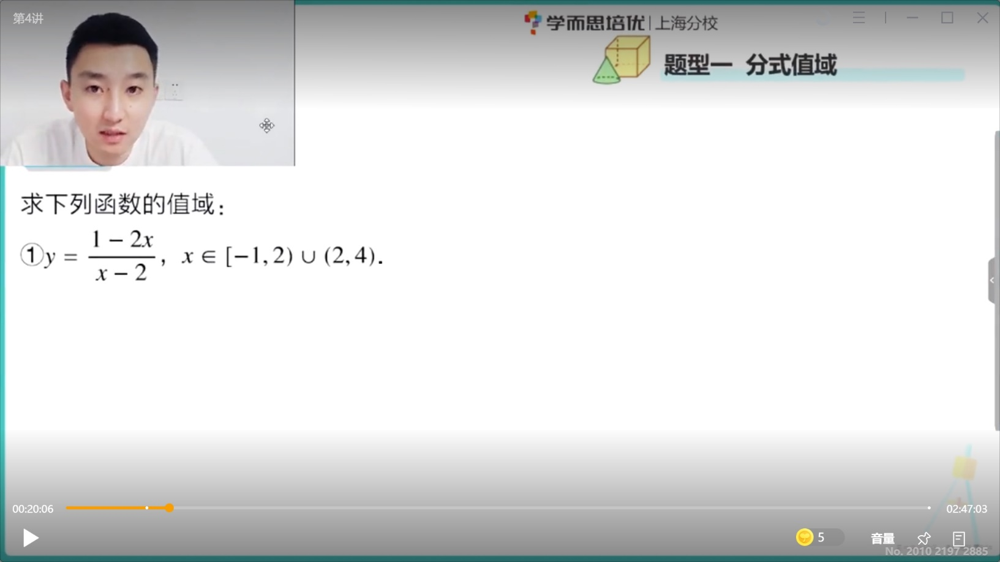 第4讲
学而思培优|上海分校
题型一 分式值域
求下列函数的值域：
①y = \frac{1 − 2x}{x − 2}，x ∈ [−1, 2) ∪ (2, 4).
00:20:06
02:47:03
5
音量
No. 2010 2197 2885